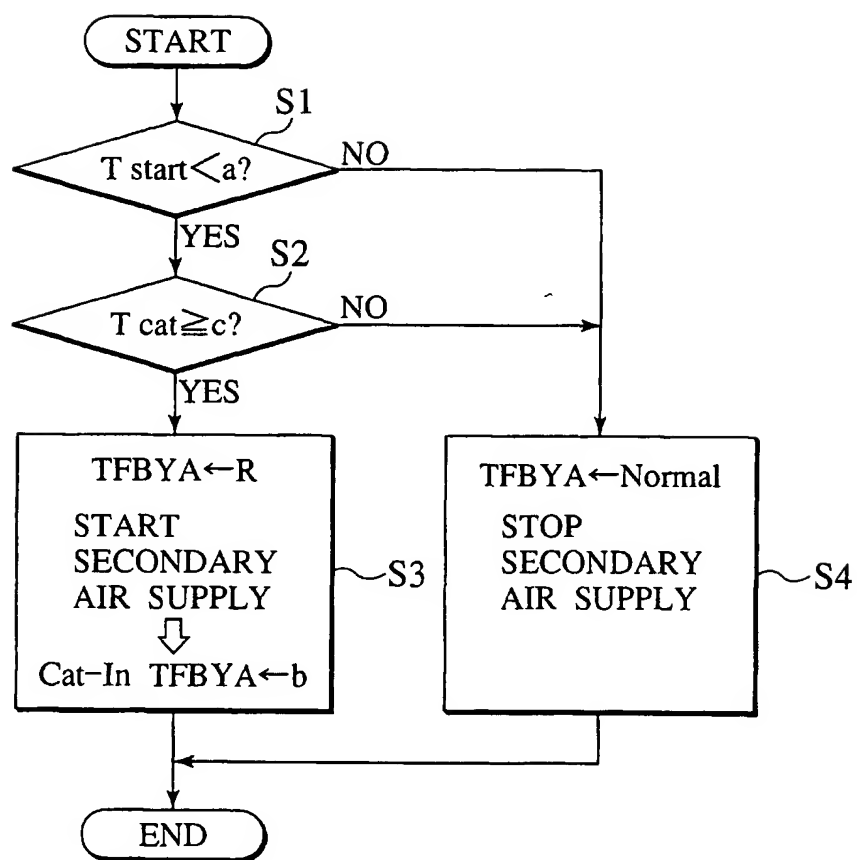 START
S1
T start<a?
NO
YES
S2
T cat≧c?
NO
YES
TFBYA←R
START
SECONDARY
AIR SUPPLY
Cat-In TFBYA←b
S3
TFBYA←Normal
STOP
SECONDARY
AIR SUPPLY
S4
END